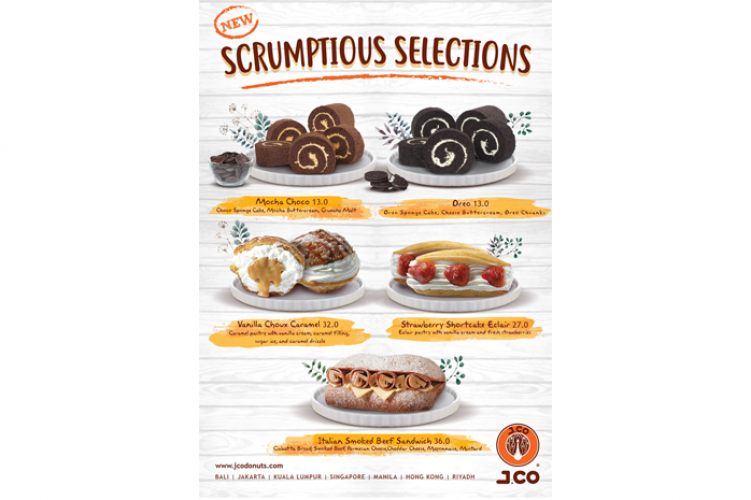 NEW
SCRUMPTIOUS SELECTIONS
Mocha Choco 13.0
Choco Sponge Cake, Mocha Buttercream, Crunchy Malt
Oreo 13.0
Oreo Sponge Cake, Cheese Buttercream, Oreo Chuunks
Vanilla Choux Caramel 32.0
Caramel pastry with vanilla cream, caramel filling,
sugar ice, and caramel drizzle
Strawberry Shortcake Eclair 27.0
Eclair pastry with vanilla cream and fresh strawberries
Italian Smoked Beef Sandwich 36.0
Ciabatta Bread, Smoked Beef, Parmesan Cheese, Cheddar Cheese, Mayonnaise, Mustard
www.jcodonuts.com
BALI | JAKARTA | KUALA LUMPUR | SINGAPORE | MANILA | HONG KONG | RIYADH
J.CO
J.CO